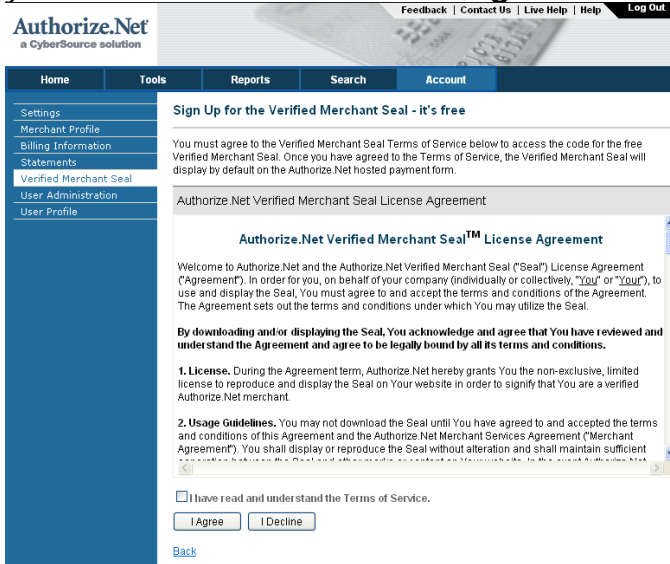 Feedback | Contact Us | Live Help | Help Log Out
Authorize.Net
a CyberSource solution
Home Tools Reports Search Account
Settings
Merchant Profile
Billing Information
Statements
Verified Merchant Seal
User Administration
User Profile
Sign Up for the Verified Merchant Seal - it's free
You must agree to the Verified Merchant Seal Terms of Service below to access the code for the free
Verified Merchant Seal. Once you have agreed to the Terms of Service, the Verified Merchant Seal will
display by default on the Authorize.Net hosted payment form.
Authorize.Net Verified Merchant Seal License Agreement
Authorize.Net Verified Merchant Seal™ License Agreement
Welcome to Authorize.Net and the Authorize.Net Verified Merchant Seal ("Seal") License Agreement
("Agreement"). In order for you, on behalf of your company (individually or collectively, "You" or "Your"), to
use and display the Seal, You must agree to and accept the terms and conditions of the Agreement.
The Agreement sets out the terms and conditions under which You may utilize the Seal.
By downloading and/or displaying the Seal, You acknowledge and agree that You have reviewed and
understand the Agreement and agree to be legally bound by all its terms and conditions.
1. License. During the Agreement term, Authorize.Net hereby grants You the non-exclusive, limited
license to reproduce and display the Seal on Your website in order to signify that You are a verified
Authorize.Net merchant.
2. Usage Guidelines. You may not download the Seal until You have agreed to and accepted the terms
and conditions of this Agreement and the Authorize.Net Merchant Services Agreement ("Merchant
Agreement"). You shall display or reproduce the Seal without alteration and shall maintain sufficient
I have read and understand the Terms of Service.
I Agree I Decline
Back